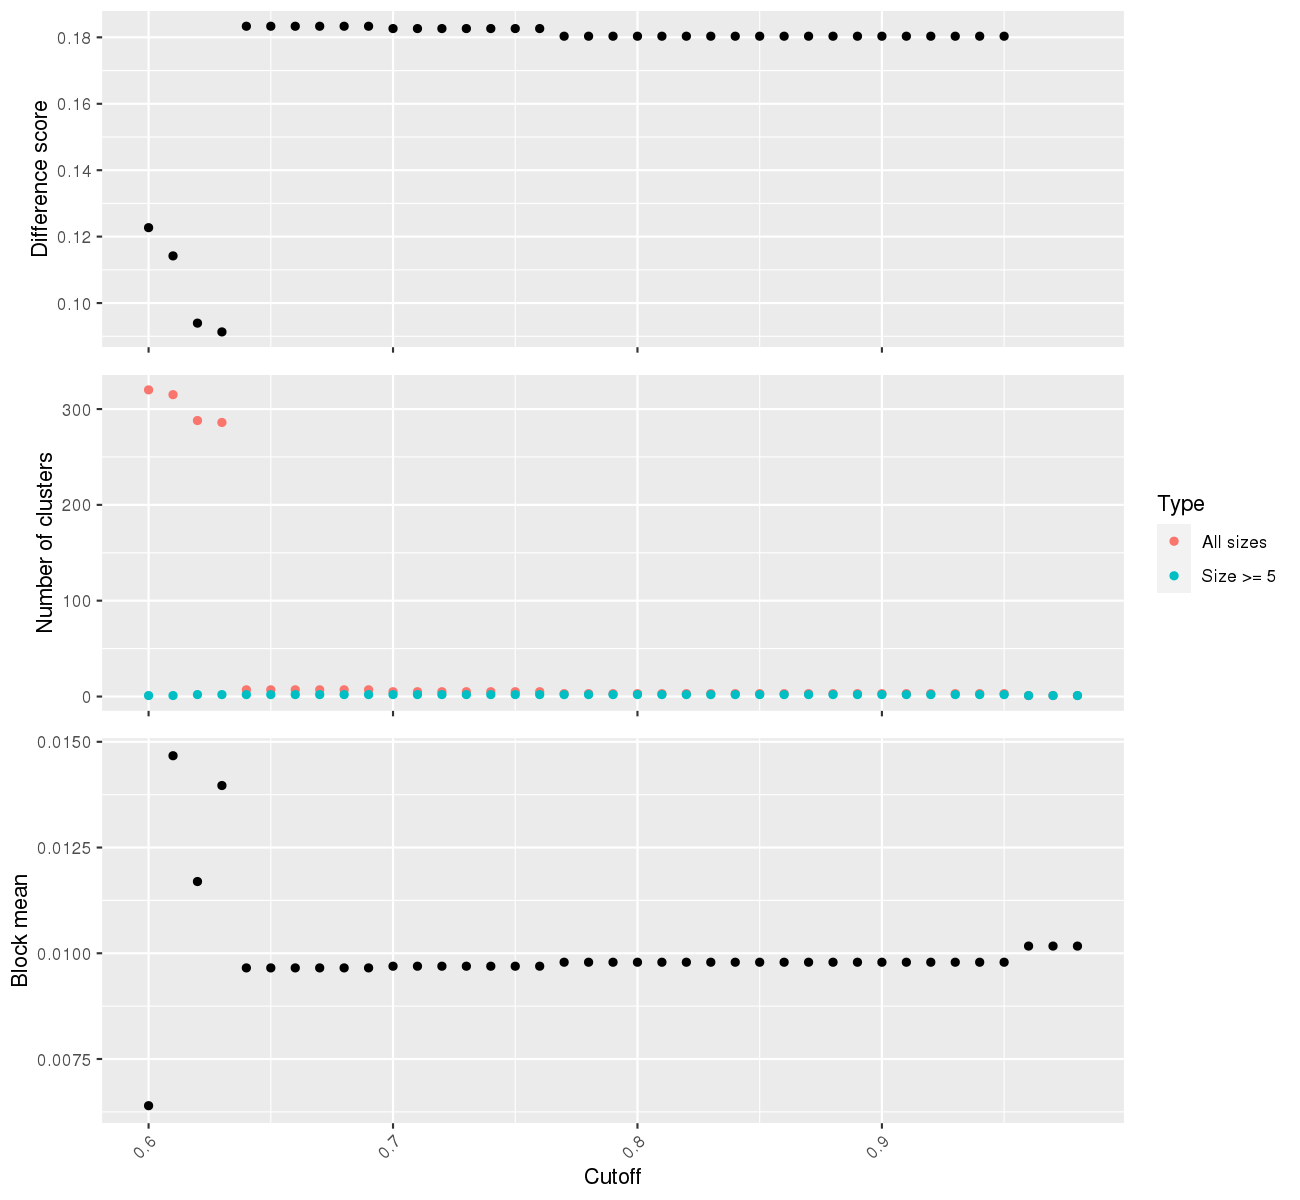 Difference score
0.18
0.16
0.14
0.12
0.10
Number of clusters
300
200
100
0
Block mean
0.0150
0.0125
0.0100
0.0075
0.6 0.7 0.8 0.9
Cutoff
Type
All sizes
Size >= 5